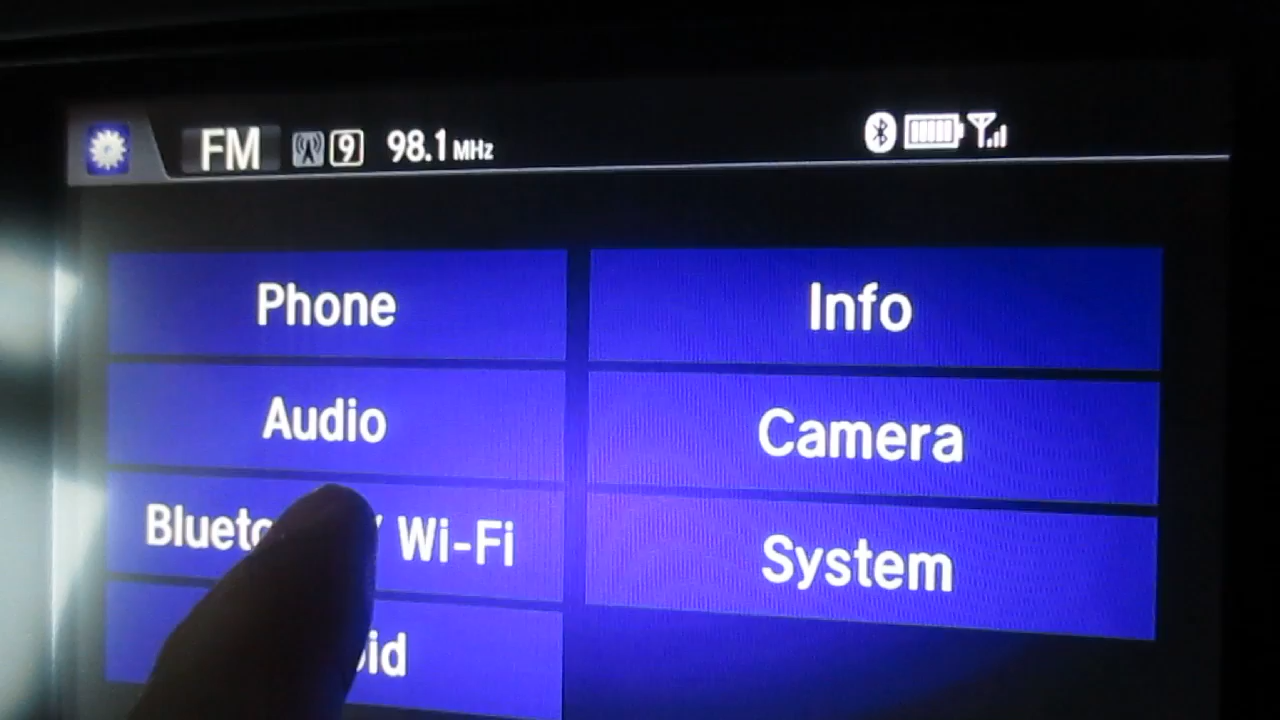 FM 9 98.1 MHz
Phone
Info
Audio
Camera
/ Wi-Fi
System